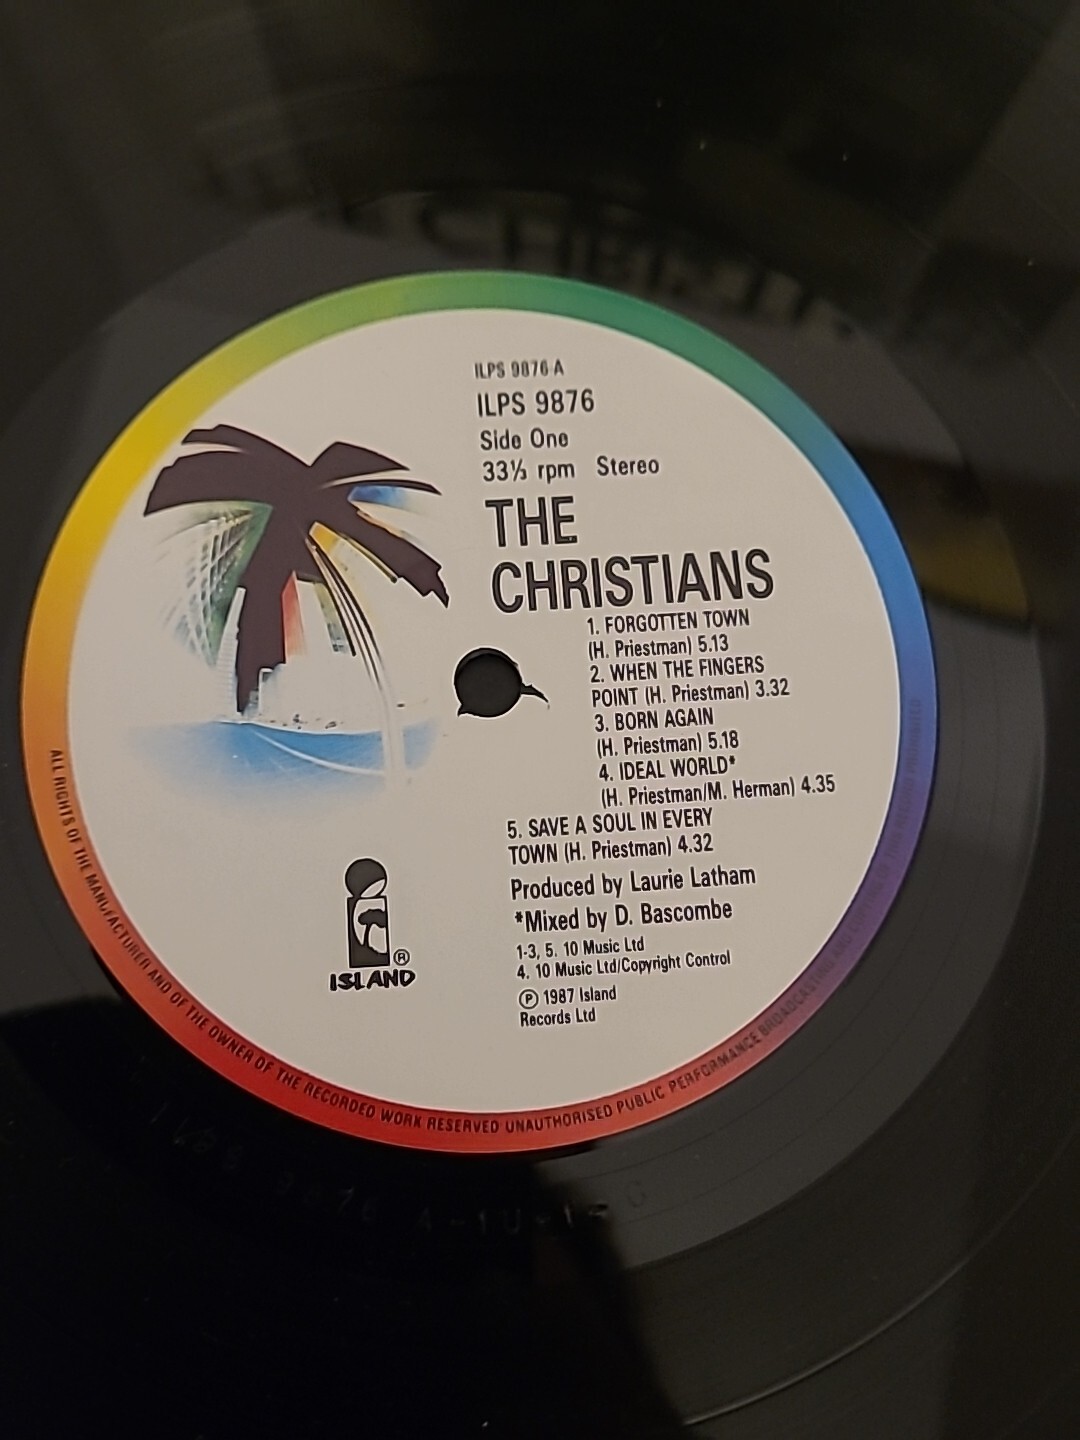 ILPS 9876 A
ILPS 9876
Side One
33⅓ rpm Stereo
THE
CHRISTIANS
1. FORGOTTEN TOWN
(H. Priestman) 5.13
2. WHEN THE FINGERS
POINT (H. Priestman) 3.32
3. BORN AGAIN
(H. Priestman) 5.18
4. IDEAL WORLD*
(H. Priestman/M. Herman) 4.35
5. SAVE A SOUL IN EVERY
TOWN (H. Priestman) 4.32
Produced by Laurie Latham
*Mixed by D. Bascombe
1-3, 5. 10 Music Ltd
4. 10 Music Ltd/Copyright Control
Ⓟ 1987 Island
Records Ltd
® 
ISLAND
ALL RIGHTS OF THE MANUFACTURER AND OF THE OWNER OF THE RECORDED WORK RESERVED UNAUTHORISED PUBLIC PERFORMANCE BROADCASTING AND COPYING OF THIS RECORD PROHIBITED